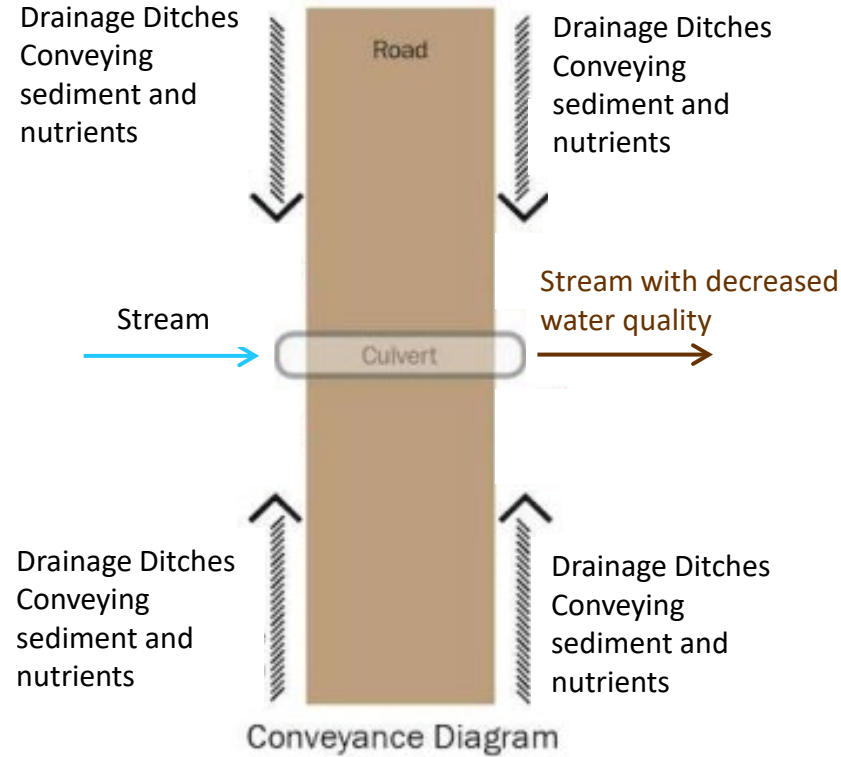 Drainage Ditches
Conveying
sediment and
nutrients
Road
Drainage Ditches
Conveying
sediment and
nutrients
Stream
Culvert
Stream with decreased
water quality
Drainage Ditches
Conveying
sediment and
nutrients
Drainage Ditches
Conveying
sediment and
nutrients
Conveyance Diagram